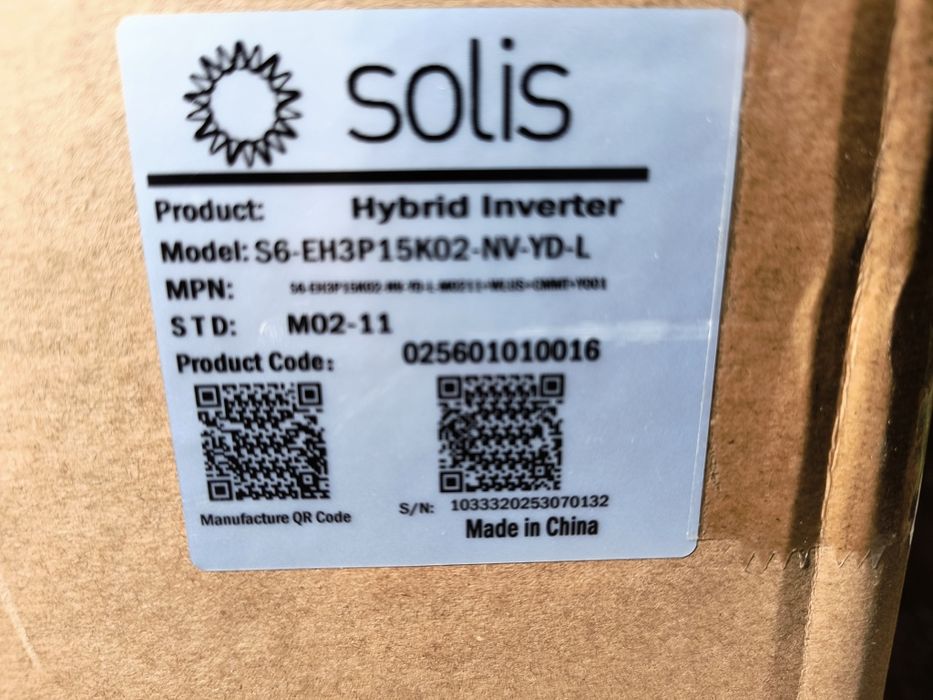 solis
Product: Hybrid Inverter
Model: S6-EH3P15K02-NV-YD-L
MPN:
STD: M02-11
Product Code: 025601010016
Manufacture QR Code
S/N: 1033320253070132
Made in China